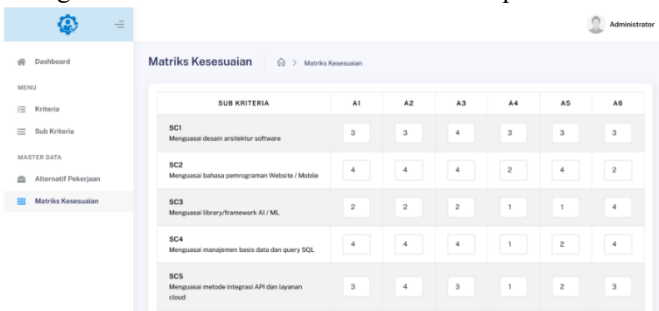 Administrator
Dashboard
MENU
Kriteria
Sub Kriteria
MASTER DATA
Alternatif Pekerjaan
Matriks Kesesuaian
Matriks Kesesuaian > Matriks Kesesuaian
SUB KRITERIA A1 A2 A3 A4 A5 A6
SC1
Menguasai desain arsitektur software 3 3 4 3 3 3
SC2
Menguasai bahasa pemrograman Website / Mobile 4 4 4 2 4 2
SC3
Menguasai library/framework AI / ML 2 2 2 1 1 4
SC4
Menguasai manajemen basis data dan query SQL 4 4 4 1 2 4
SC5
Menguasai metode integrasi API dan layanan 3 4 3 1 2 3
cloud